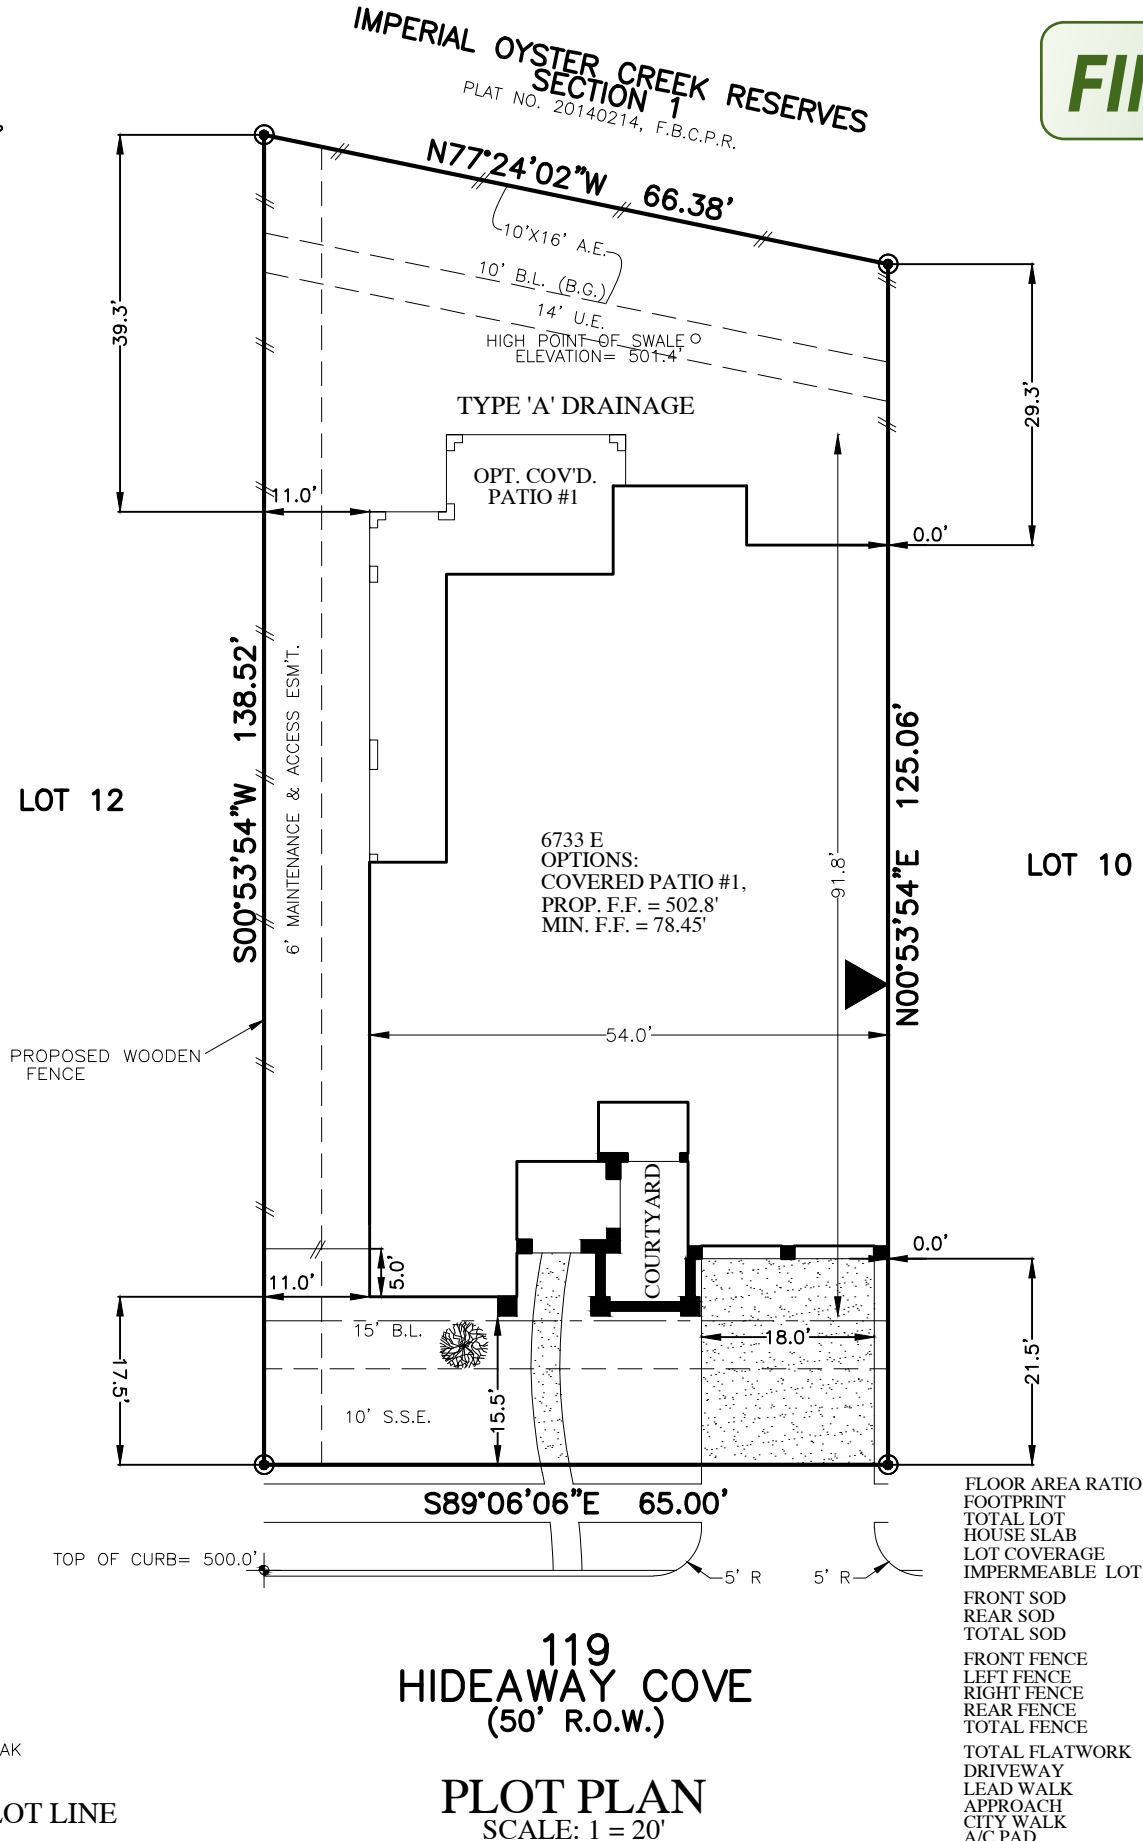 IMPERIAL OYSTER CREEK RESERVES
SECTION 1
PLAT NO. 20140214, F.B.C.P.R.
FI
N77°24'02"W 66.38'
10'X16' A.E.
10' B.L. (B.G.)
14' U.E.
HIGH POINT OF SWALE
ELEVATION= 501.4'
39.3'
29.3'
TYPE 'A' DRAINAGE
OPT. COV'D.
PATIO #1
11.0'
0.0'
S00°53'54"W 138.52'
6' MAINTENANCE & ACCESS ESM'T.
N00°53'54"E 125.06'
LOT 12
LOT 10
6733 E
OPTIONS:
COVERED PATIO #1,
PROP. F.F. = 502.8'
MIN. F.F. = 78.45'
91.8'
54.0'
PROPOSED WOODEN
FENCE
COURTYARD
0.0'
5.0'
11.0'
15' B.L.
18.0'
17.5'
15.5'
21.5'
10' S.S.E.
S89°06'06"E 65.00'
TOP OF CURB= 500.0'
5' R
5' R
119
HIDEAWAY COVE
(50' R.O.W.)
PLOT PLAN
SCALE: 1 = 20'
AK
LOT LINE
FLOOR AREA RATIO
FOOTPRINT
TOTAL LOT
HOUSE SLAB
LOT COVERAGE
IMPERMEABLE LOT
FRONT SOD
REAR SOD
TOTAL SOD
FRONT FENCE
LEFT FENCE
RIGHT FENCE
REAR FENCE
TOTAL FENCE
TOTAL FLATWORK
DRIVEWAY
LEAD WALK
APPROACH
CITY WALK
A/C PAD